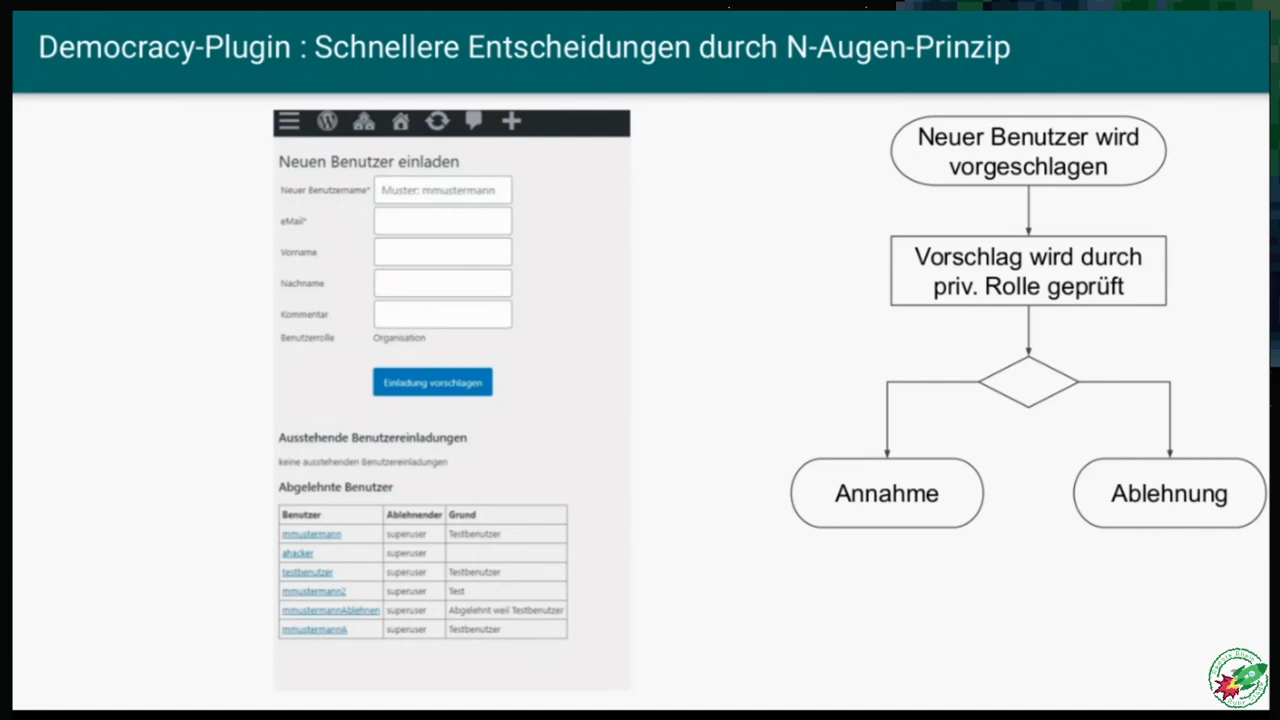 Democracy-Plugin : Schnellere Entscheidungen durch N-Augen-Prinzip
Neuen Benutzer einladen
Neuer Benutzername* Muster: mmustermann
eMail*
Vorname
Nachname
Kommentar
Benutzerrolle Organisation
Einladung vorschlagen
Ausstehende Benutzereinladungen
keine ausstehenden Benutzereinladungen
Abgelehnte Benutzer
Benutzer Ablehnender Grund
mmustermann superuser Testbenutzer
ahacker superuser
testbenutzer superuser Testbenutzer
mmustermann2 superuser Test
mmustermannAblehnen superuser Abgelehnt weil Testbenutzer
mmustermannA superuser Testbenutzer
Neuer Benutzer wird
vorgeschlagen
Vorschlag wird durch
priv. Rolle geprüft
Annahme
Ablehnung